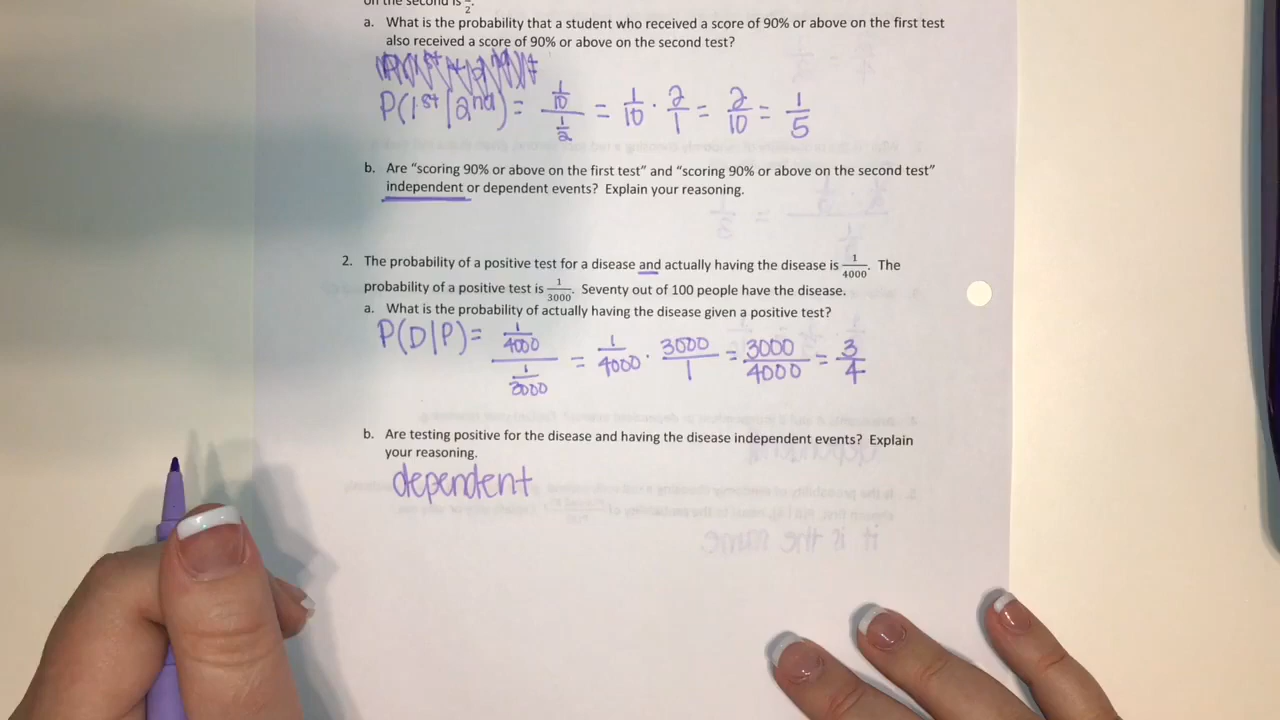 on the second is 1/2.
a. What is the probability that a student who received a score of 90% or above on the first test
also received a score of 90% or above on the second test?
P(1st|2nd) = 1/10 / 1/2 = 1/10 · 2/1 = 2/10 = 1/5
b. Are “scoring 90% or above on the first test” and “scoring 90% or above on the second test”
independent or dependent events? Explain your reasoning.
2. The probability of a positive test for a disease and actually having the disease is 1/4000. The
probability of a positive test is 1/3000. Seventy out of 100 people have the disease.
a. What is the probability of actually having the disease given a positive test?
P(D|P) = 1/4000 / 1/3000 = 1/4000 · 3000/1 = 3000/4000 = 3/4
b. Are testing positive for the disease and having the disease independent events? Explain
your reasoning.
dependent